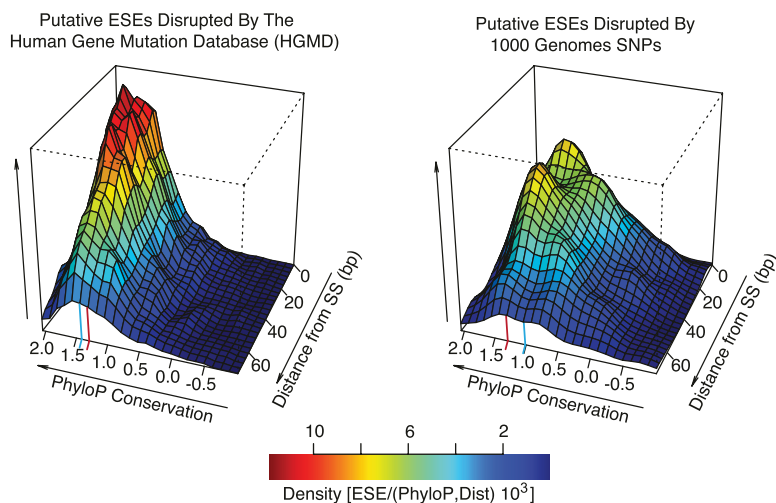 Putative ESEs Disrupted By The
Human Gene Mutation Database (HGMD)
Putative ESEs Disrupted By
1000 Genomes SNPs
2.0 1.5 1.0 0.5 0.0 -0.5
PhyloP Conservation
0 20 40 60
Distance from SS (bp)
2.0 1.5 1.0 0.5 0.0 -0.5
PhyloP Conservation
0 20 40 60
Distance from SS (bp)
10 6 2
Density [ESE/(PhyloP,Dist) 10³]